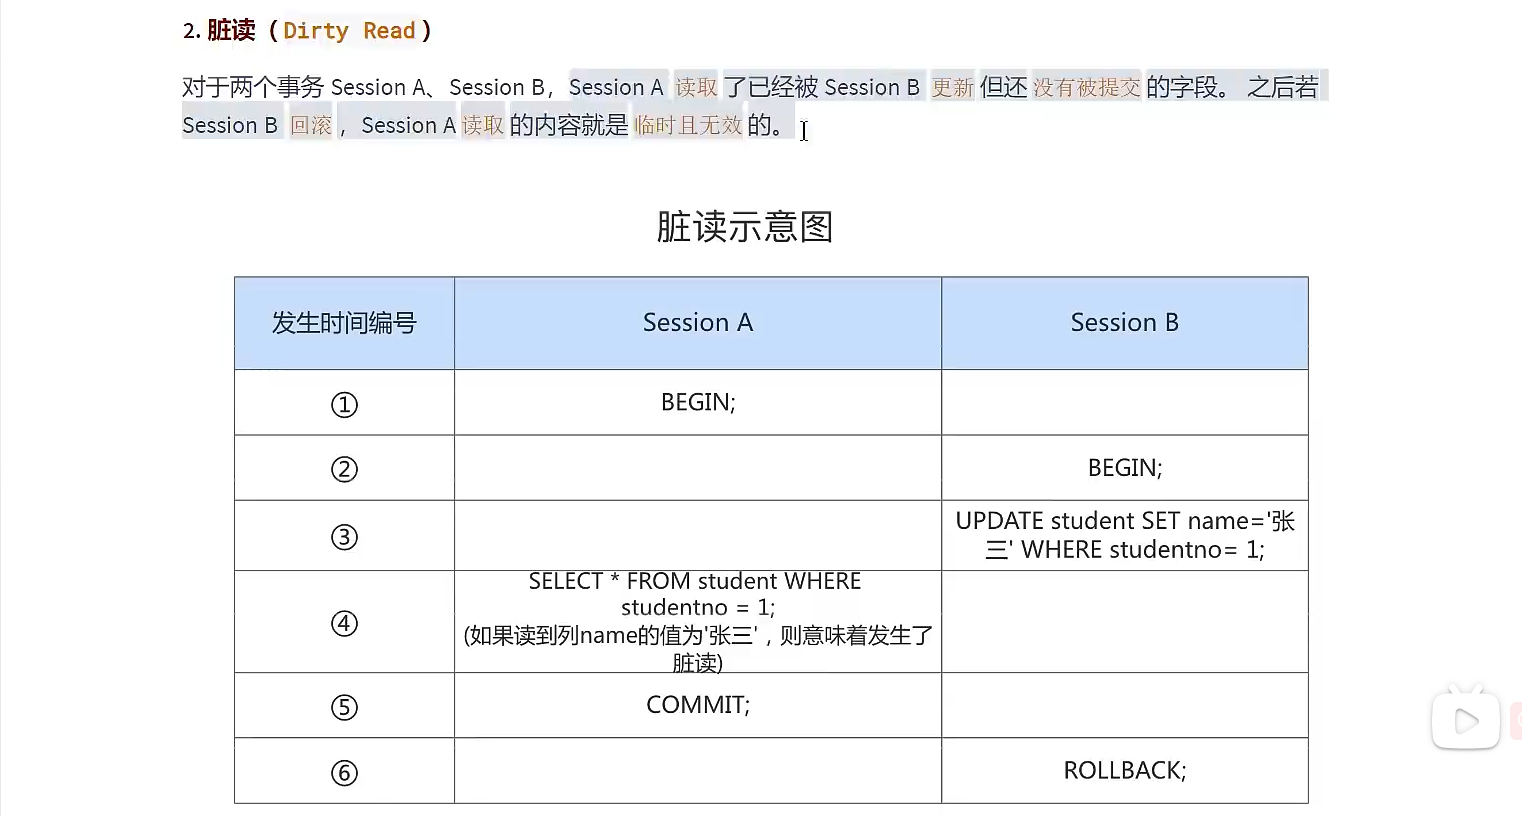 2. 脏读（Dirty Read）
对于两个事务 Session A、Session B，Session A 读取 了已经被 Session B 更新 但还 没有被提交 的字段。 之后若
Session B 回滚 ，Session A 读取 的内容就是 临时且无效 的。
脏读示意图
发生时间编号 Session A Session B
① BEGIN;
② BEGIN;
③ UPDATE student SET name='张
三' WHERE studentno= 1;
SELECT * FROM student WHERE
studentno = 1;
④ (如果读到列name的值为'张三'，则意味着发生了
脏读)
⑤ COMMIT;
⑥ ROLLBACK;